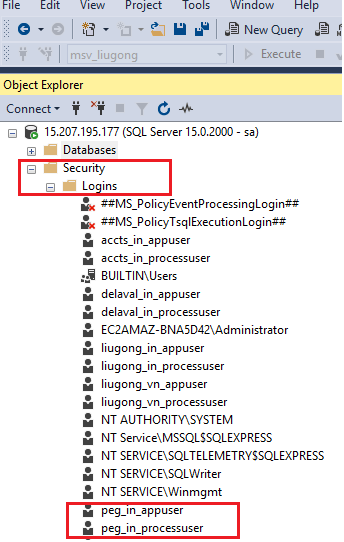 File Edit View Project Tools
New Query
msv_liugong Execute
Object Explorer
Connect
15.207.195.177 (SQL Server 15.0.2000 - sa)
Databases
Security
Logins
##MS_PolicyEventProcessingLogin##
##MS_PolicyTsqlExecutionLogin##
accts_in_appuser
accts_in_processuser
BUILTIN\Users
delaval_in_appuser
delaval_in_processuser
EC2AMAZ-BNA5D42\Administrator
liugong_in_appuser
liugong_in_processuser
liugong_vn_appuser
liugong_vn_processuser
NT AUTHORITY\SYSTEM
NT Service\MSSQL$SQLEXPRESS
NT SERVICE\SQLTELEMETRY$SQLEXPRESS
NT SERVICE\SQLWriter
NT SERVICE\Winmgmt
peg_in_appuser
peg_in_processuser